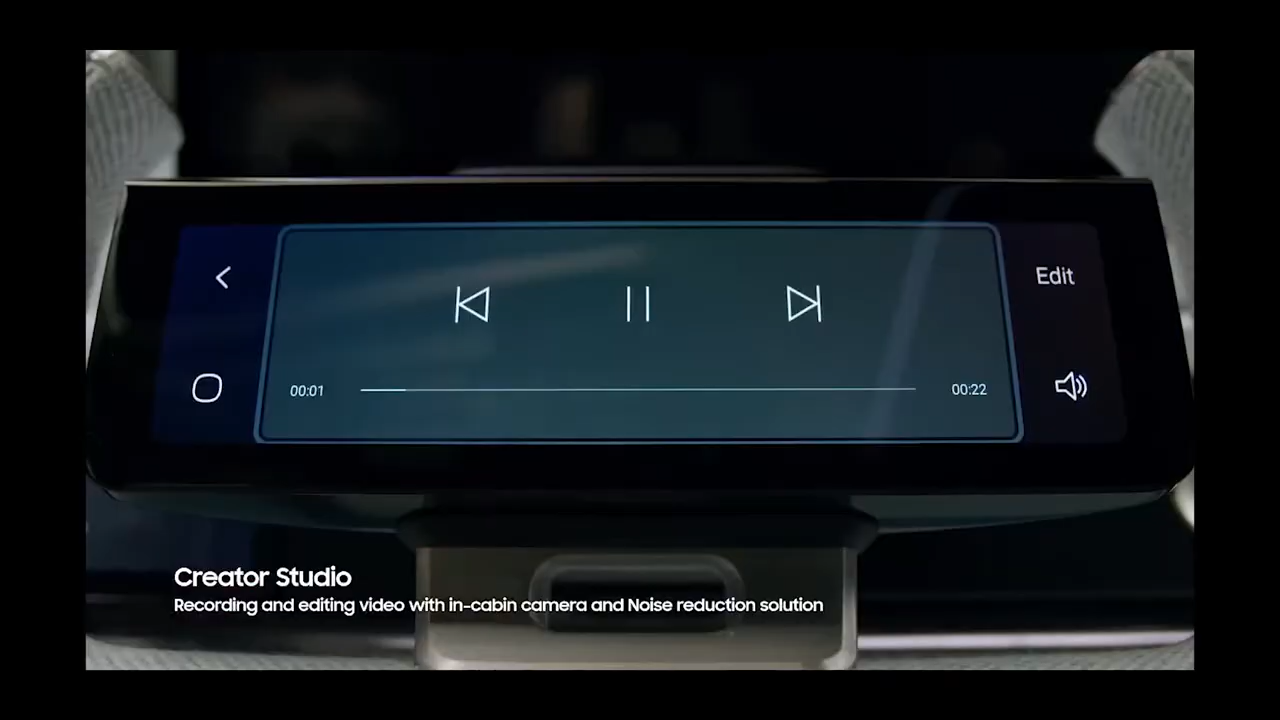 Edit
00:01
00:22
Creator Studio
Recording and editing video with in-cabin camera and Noise reduction solution